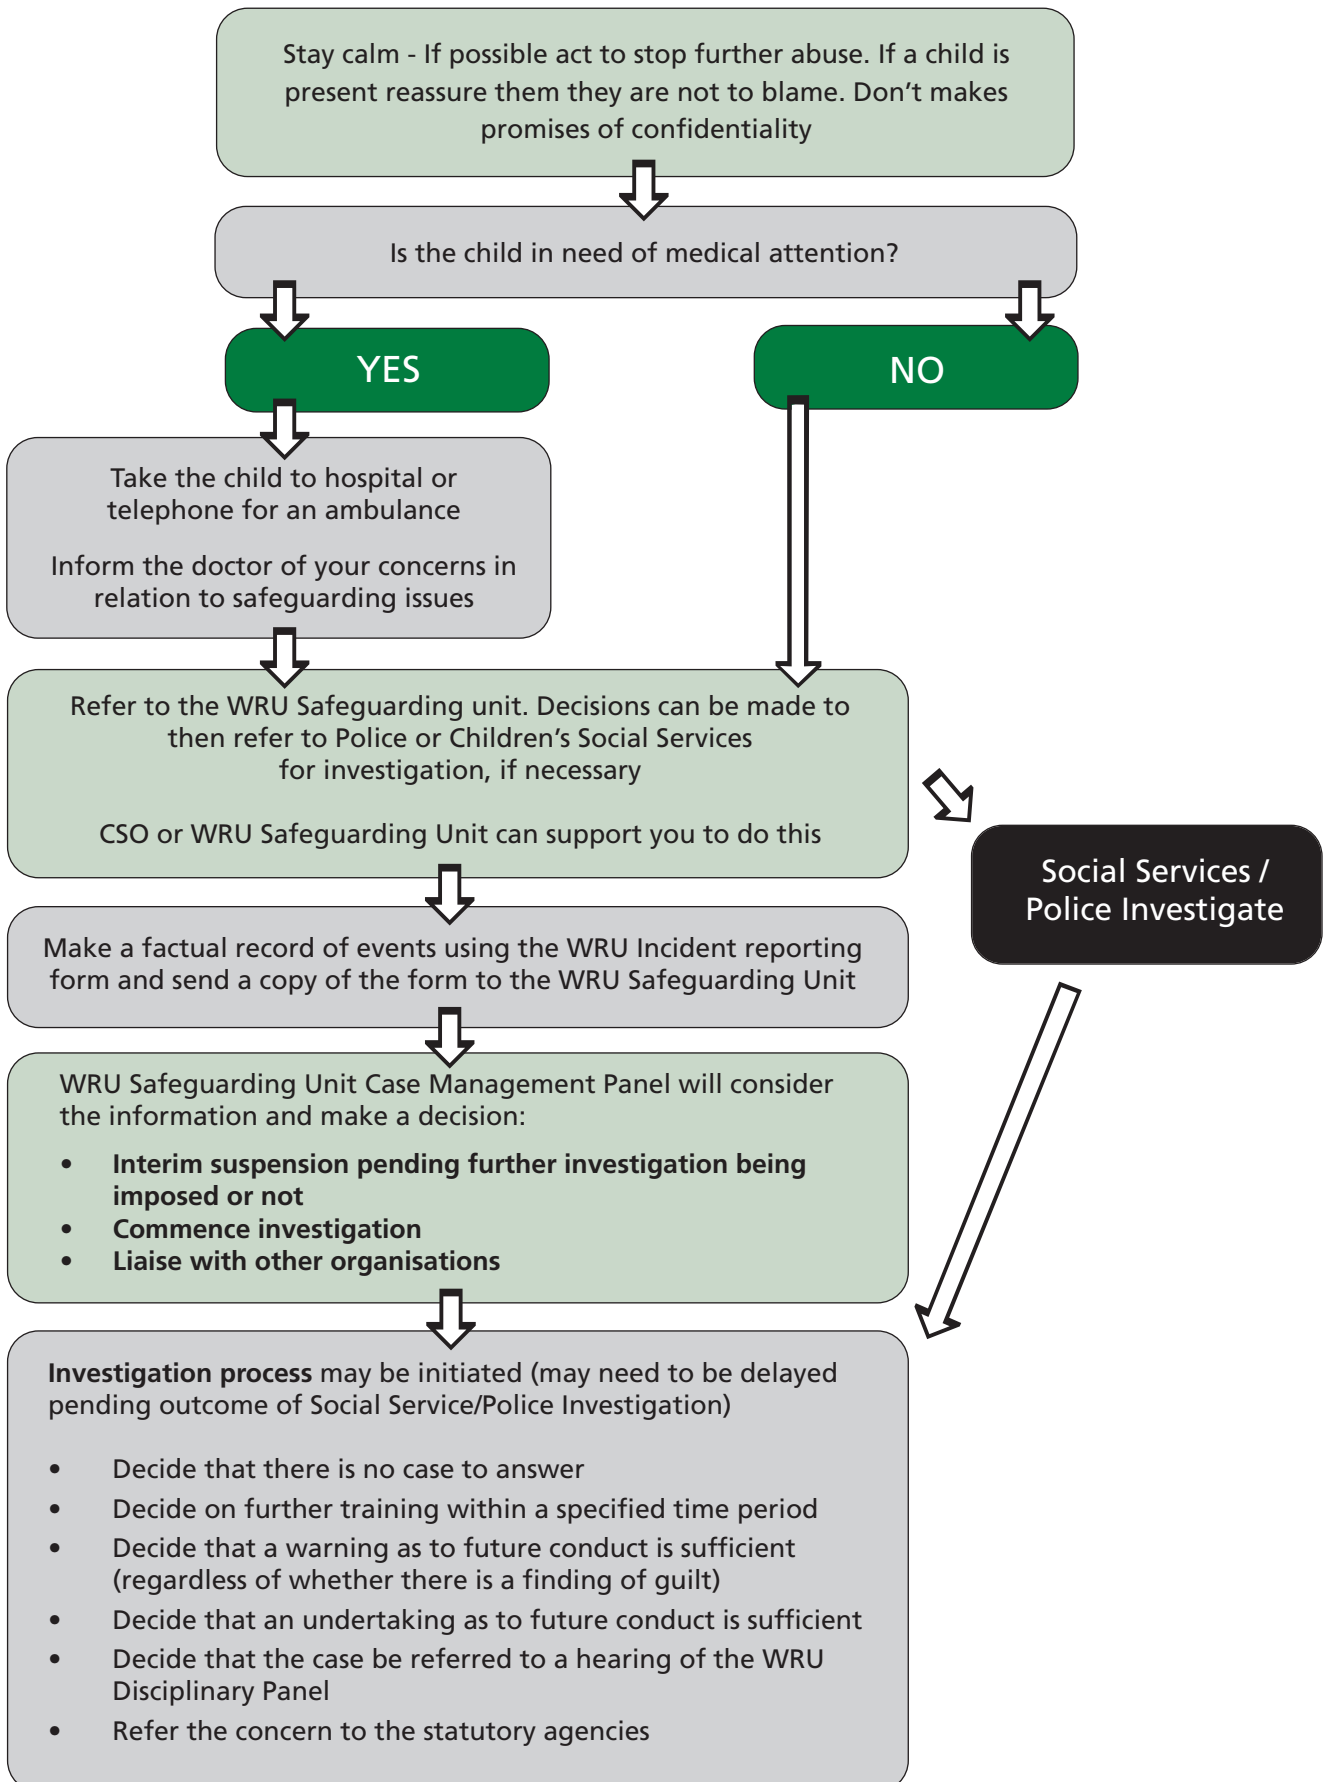 Stay calm - If possible act to stop further abuse. If a child is
present reassure them they are not to blame. Don’t makes
promises of confidentiality
Is the child in need of medical attention?
YES
NO
Take the child to hospital or
telephone for an ambulance
Inform the doctor of your concerns in
relation to safeguarding issues
Refer to the WRU Safeguarding unit. Decisions can be made to
then refer to Police or Children’s Social Services
for investigation, if necessary
CSO or WRU Safeguarding Unit can support you to do this
Social Services /
Police Investigate
Make a factual record of events using the WRU Incident reporting
form and send a copy of the form to the WRU Safeguarding Unit
WRU Safeguarding Unit Case Management Panel will consider
the information and make a decision:
• Interim suspension pending further investigation being
imposed or not
• Commence investigation
• Liaise with other organisations
Investigation process may be initiated (may need to be delayed
pending outcome of Social Service/Police Investigation)
• Decide that there is no case to answer
• Decide on further training within a specified time period
• Decide that a warning as to future conduct is sufficient
(regardless of whether there is a finding of guilt)
• Decide that an undertaking as to future conduct is sufficient
• Decide that the case be referred to a hearing of the WRU
Disciplinary Panel
• Refer the concern to the statutory agencies